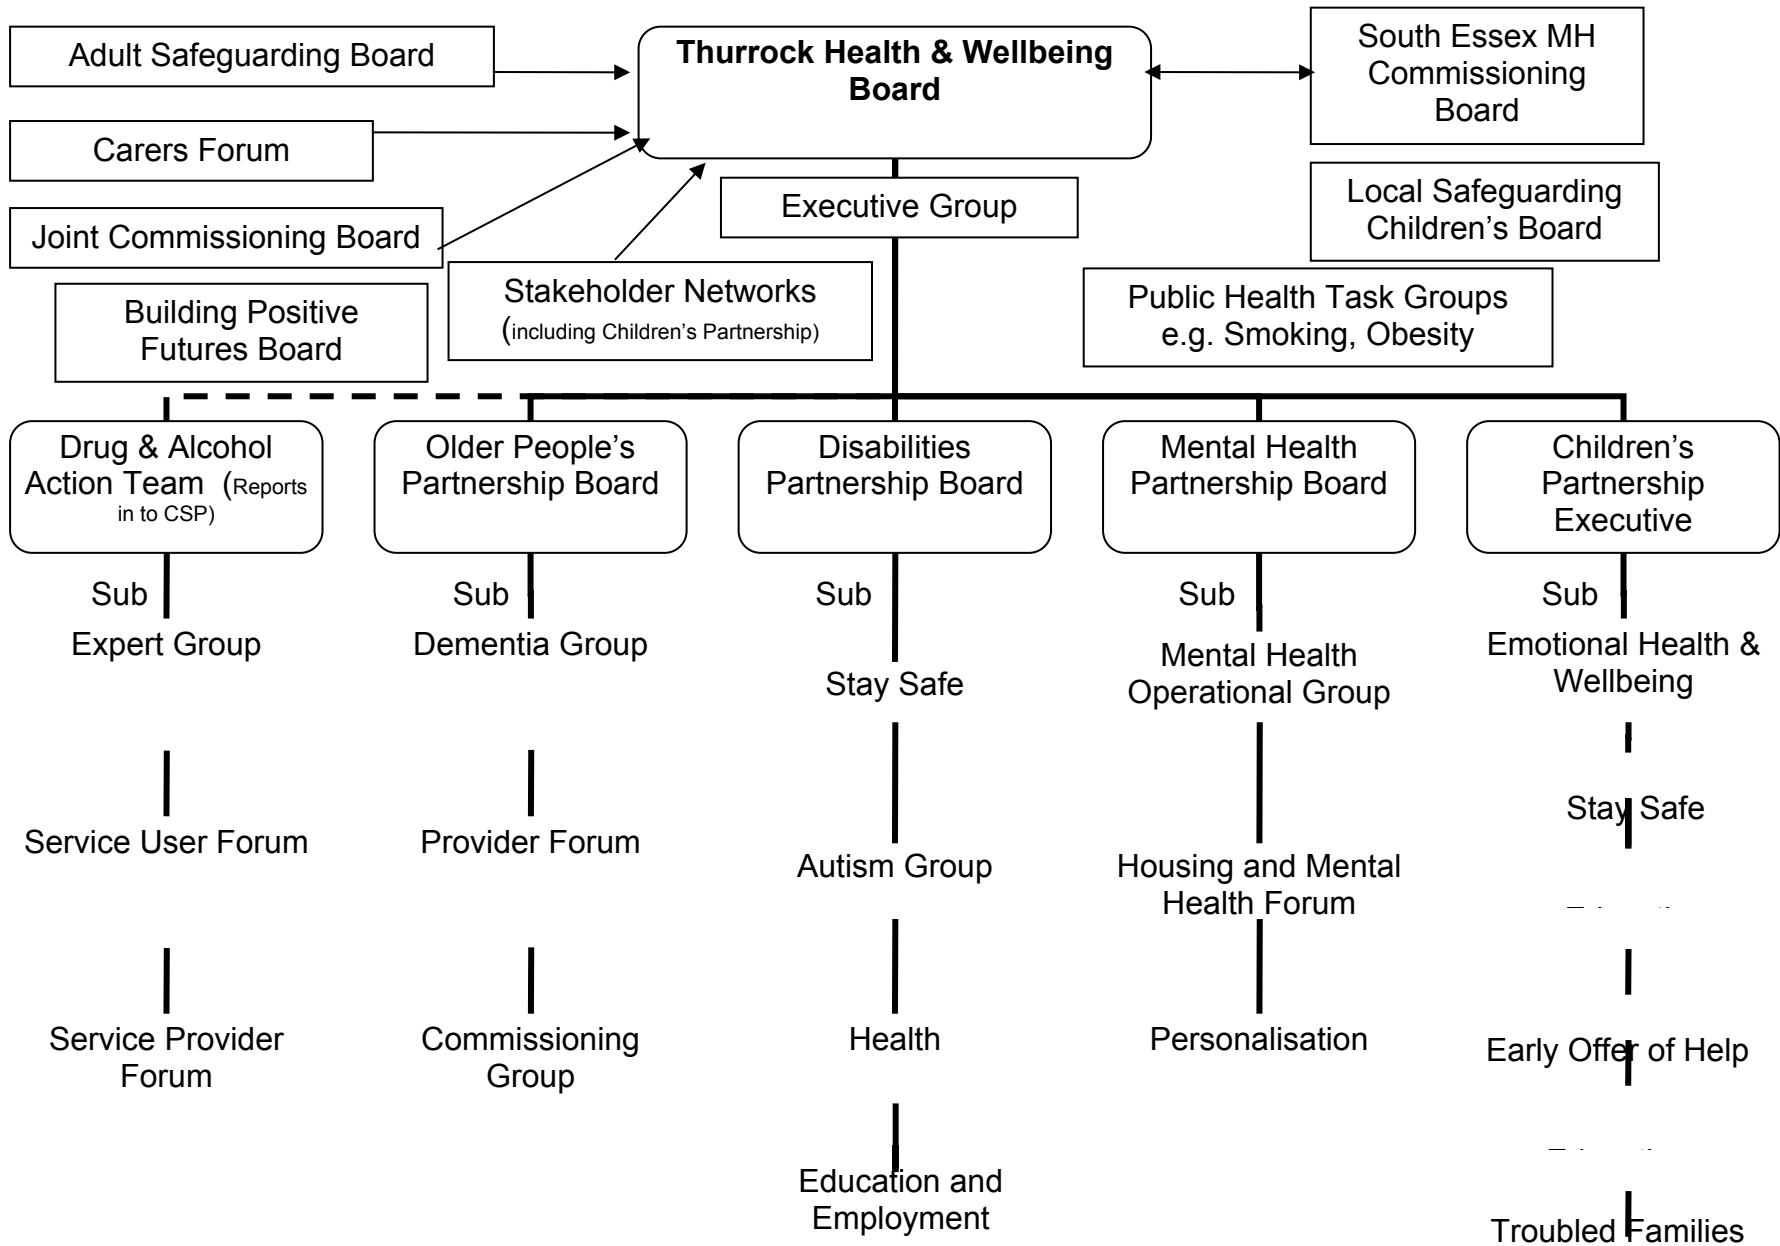 Adult Safeguarding Board
Thurrock Health & Wellbeing
Board
South Essex MH
Commissioning
Board
Carers Forum
Executive Group
Local Safeguarding
Children’s Board
Joint Commissioning Board
Stakeholder Networks
(including Children’s Partnership)
Public Health Task Groups
e.g. Smoking, Obesity
Building Positive
Futures Board
Drug & Alcohol
Action Team (Reports
in to CSP)
Older People’s
Partnership Board
Disabilities
Partnership Board
Mental Health
Partnership Board
Children’s
Partnership
Executive
Sub
Sub
Sub
Sub
Sub
Expert Group
Dementia Group
Stay Safe
Mental Health
Operational Group
Emotional Health &
Wellbeing
Service User Forum
Provider Forum
Autism Group
Housing and Mental
Health Forum
Stay Safe
Service Provider
Forum
Commissioning
Group
Health
Personalisation
Early Offer of Help
Education and
Employment
Troubled Families